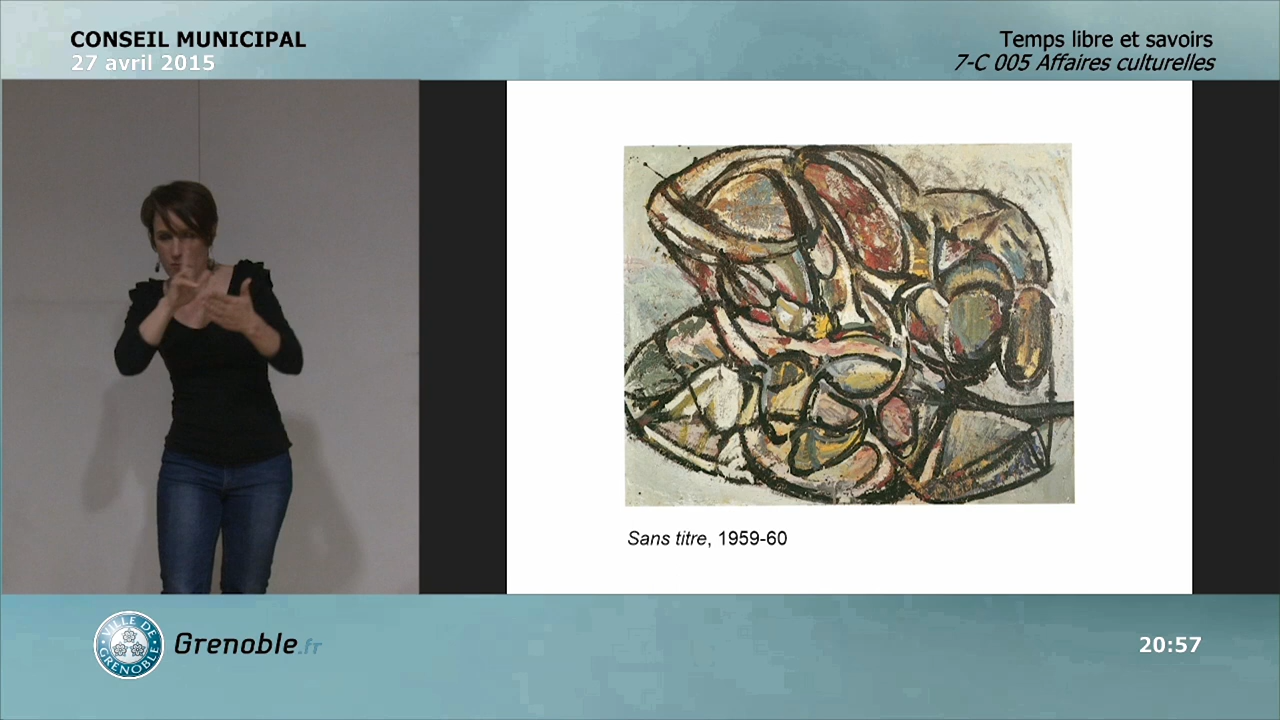 CONSEIL MUNICIPAL
27 avril 2015
Temps libre et savoirs
7-C 005 Affaires culturelles
Sans titre, 1959-60
VILLE DE GRENOBLE
Grenoble.fr
20:57